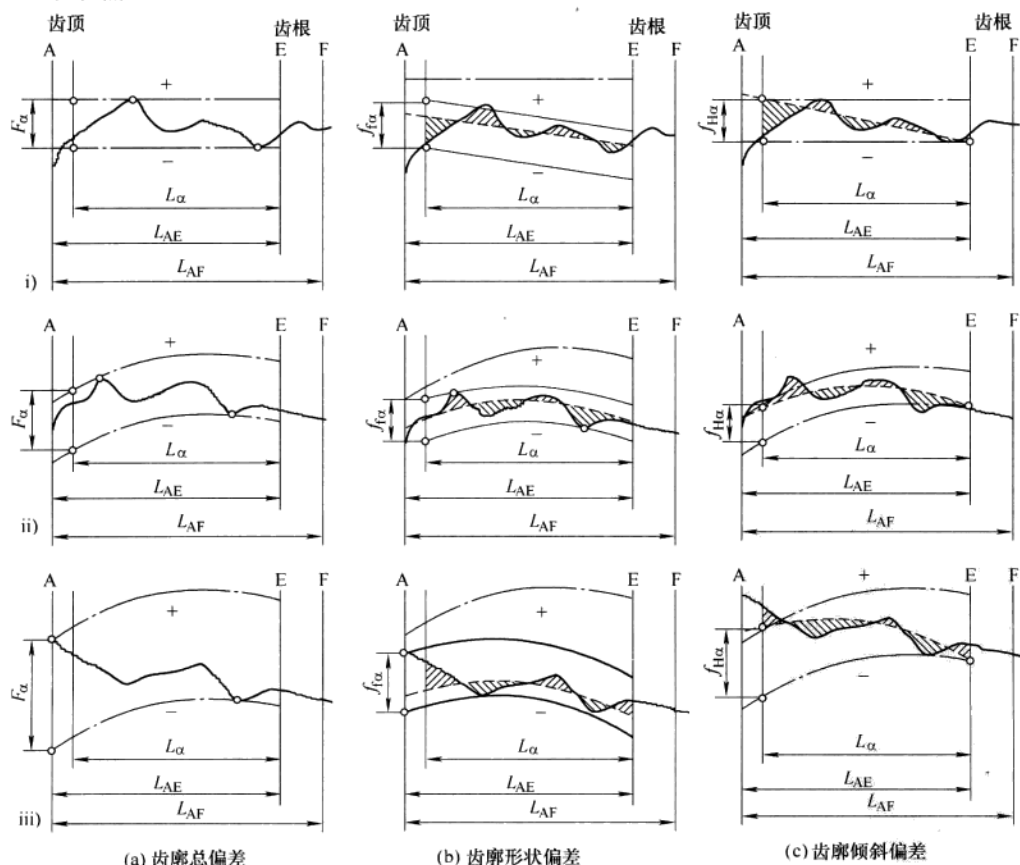 齿顶 齿根 齿顶 齿根 齿顶 齿根
A E F A E F A E F
+ + +
Fα ffα fHα
− − −
Lα Lα Lα
LAE LAE LAE
LAF LAF LAF
i)
A E F A E F A E F
+ + +
Fα ffα fHα
− − −
Lα Lα Lα
LAE LAE LAE
LAF LAF LAF
ii)
A E F A E F A E F
+ + +
Fα ffα fHα
− − −
Lα Lα Lα
LAE LAE LAE
LAF LAF LAF
iii)
(a) 齿廓总偏差 (b) 齿廓形状偏差 (c) 齿廓倾斜偏差